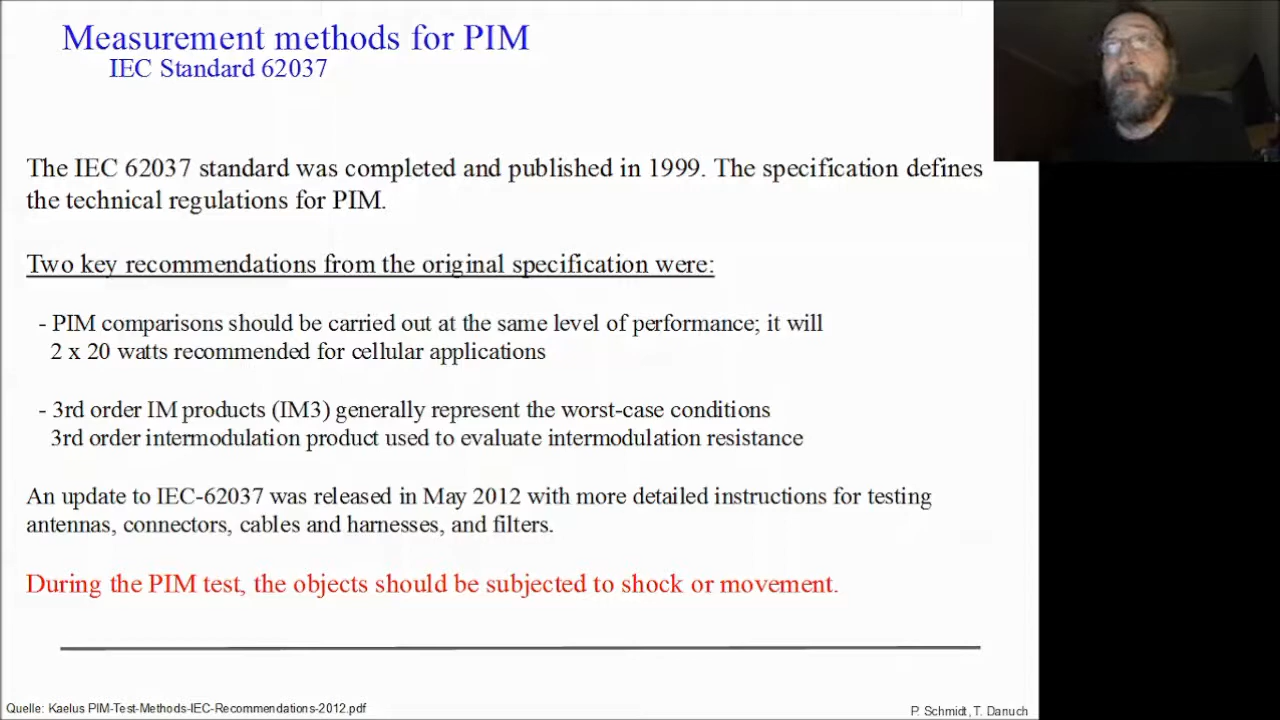 Measurement methods for PIM
IEC Standard 62037
The IEC 62037 standard was completed and published in 1999. The specification defines
the technical regulations for PIM.
Two key recommendations from the original specification were:
- PIM comparisons should be carried out at the same level of performance; it will
2 x 20 watts recommended for cellular applications
- 3rd order IM products (IM3) generally represent the worst-case conditions
3rd order intermodulation product used to evaluate intermodulation resistance
An update to IEC-62037 was released in May 2012 with more detailed instructions for testing
antennas, connectors, cables and harnesses, and filters.
During the PIM test, the objects should be subjected to shock or movement.
Quelle: Kaelus PIM-Test-Methods-IEC-Recommendations-2012.pdf
P. Schmidt, T. Danuch